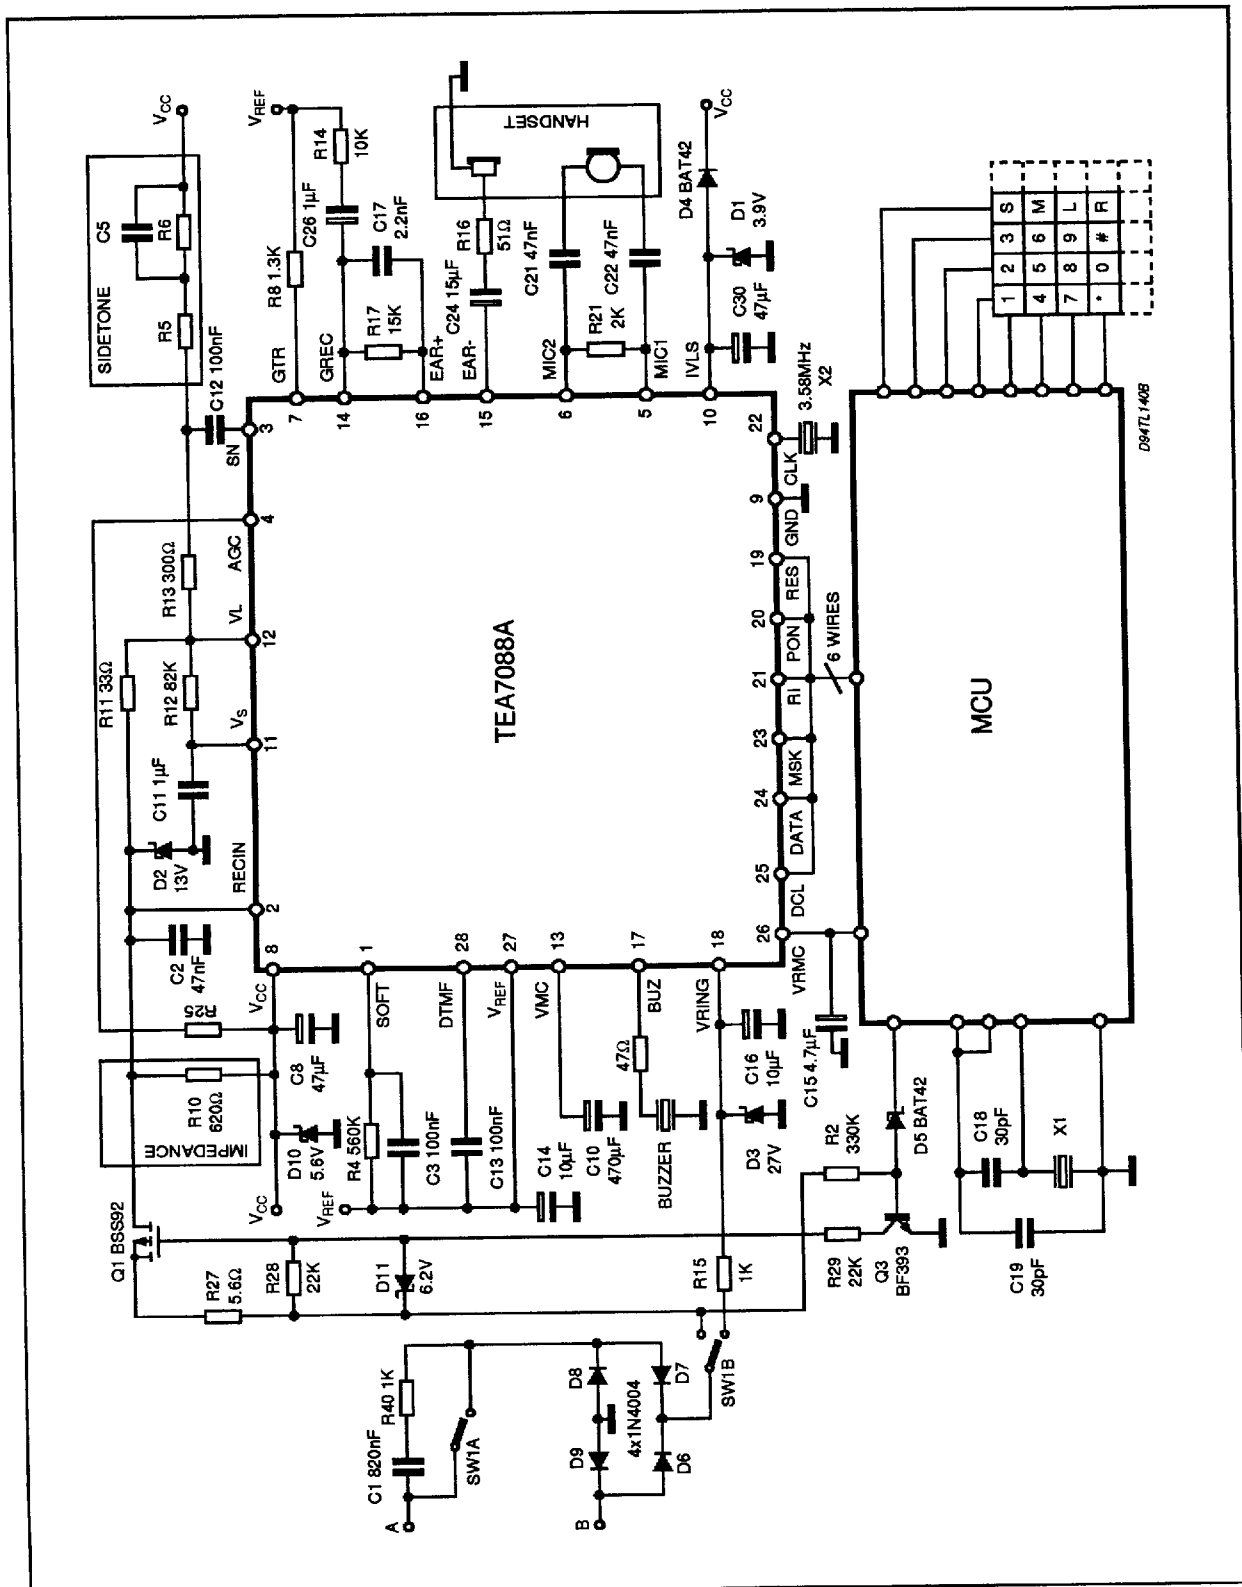 A
B
C1 820nF
R40 1K
SW1A
D8
D9
4x1N4004
D7
D6
SW1B
Q1 BSS92
R27
5.6Ω
R28
22K
D11
6.2V
R15
1K
R29
22K
Q3
BF393
R2
330K
D5 BAT42
C19
30pF
C18
30pF
X1
IMPEDANCE
R10
620Ω
R25
VCC
D10
5.6V
C8
47µF
VREF
R4 560K
C3 100nF
C13 100nF
C14
10µF
C10
470µF
BUZZER
47Ω
D3
27V
C16
10µF
C15 4.7µF
C2
47nF
D2
13V
C11 1µF
R12 82K
R11 33Ω
R13 300Ω
C12 100nF
SIDETONE
R5
R6
C5
VCC
VCC
8
1
SOFT
28
DTMF
27
VREF
13
VMC
17
BUZ
18
VRING
2
RECIN
11
VS
12
VL
4
AGC
3
SN
TEA7088A
26
VRMC
25
DCL
24
DATA
23
MSK
21
RI
20
PON
19
RES
9
GND
22
CLK
3.58MHz
X2
6 WIRES
7
GTR
14
GREC
16
EAR+
15
EAR-
6
MIC2
5
MIC1
10
IVLS
VREF
R8 1.3K
R14
10K
C26 1µF
C17
2.2nF
R17
15K
C24 15µF
R16
51Ω
HANDSET
C21 47nF
C22 47nF
R21
2K
D4 BAT42
VCC
C30
47µF
D1
3.9V
MCU
1 2 3 S
4 5 6 M
7 8 9 L
* 0 # R
D94TL140B